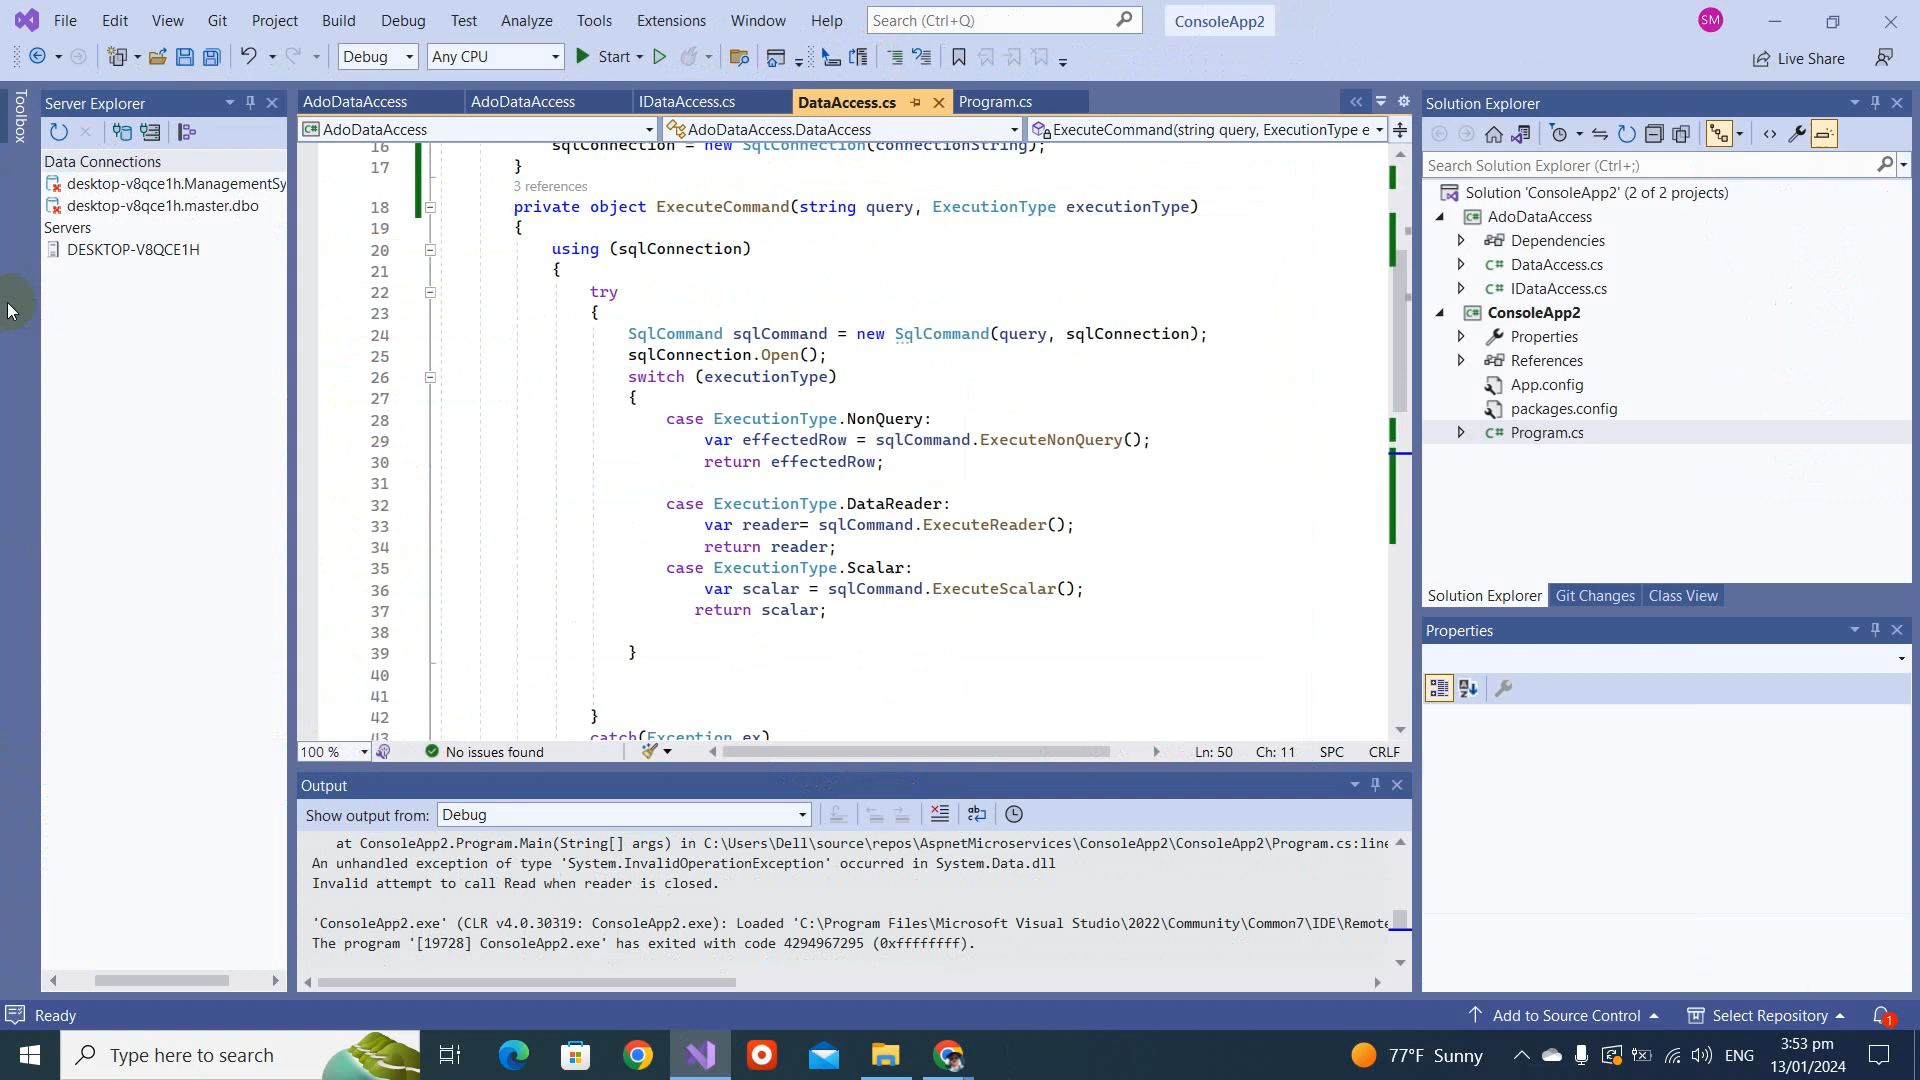 File Edit View Git Project Build Debug Test Analyze Tools Extensions Window Help Search (Ctrl+Q) ConsoleApp2 SM
Debug Any CPU Start Live Share
Toolbox
Server Explorer
Data Connections
desktop-v8qce1h.ManagementSy
desktop-v8qce1h.master.dbo
Servers
DESKTOP-V8QCE1H
AdoDataAccess AdoDataAccess IDataAccess.cs DataAccess.cs Program.cs
AdoDataAccess AdoDataAccess.DataAccess ExecuteCommand(string query, ExecutionType e
16 sqlConnection = new SqlConnection(connectionString);
17 }
3 references
18 private object ExecuteCommand(string query, ExecutionType executionType)
19 {
20 using (sqlConnection)
21 {
22 try
23 {
24 SqlCommand sqlCommand = new SqlCommand(query, sqlConnection);
25 sqlConnection.Open();
26 switch (executionType)
27 {
28 case ExecutionType.NonQuery:
29 var effectedRow = sqlCommand.ExecuteNonQuery();
30 return effectedRow;
31
32 case ExecutionType.DataReader:
33 var reader= sqlCommand.ExecuteReader();
34 return reader;
35 case ExecutionType.Scalar:
36 var scalar = sqlCommand.ExecuteScalar();
37 return scalar;
38
39 }
40
41
42 }
43 catch(Exception ex)
100 % No issues found Ln: 50 Ch: 11 SPC CRLF
Output
Show output from: Debug
at ConsoleApp2.Program.Main(String[] args) in C:\Users\Dell\source\repos\AspnetMicroservices\ConsoleApp2\ConsoleApp2\Program.cs:line
An unhandled exception of type 'System.InvalidOperationException' occurred in System.Data.dll
Invalid attempt to call Read when reader is closed.
'ConsoleApp2.exe' (CLR v4.0.30319: ConsoleApp2.exe): Loaded 'C:\Program Files\Microsoft Visual Studio\2022\Community\Common7\IDE\Remote
The program '[19728] ConsoleApp2.exe' has exited with code 4294967295 (0xffffffff).
Solution Explorer
Search Solution Explorer (Ctrl+;)
Solution 'ConsoleApp2' (2 of 2 projects)
AdoDataAccess
Dependencies
C# DataAccess.cs
C# IDataAccess.cs
ConsoleApp2
Properties
References
App.config
packages.config
C# Program.cs
Solution Explorer Git Changes Class View
Properties
Ready Add to Source Control Select Repository 1
Type here to search 77°F Sunny ENG 3:53 pm
13/01/2024